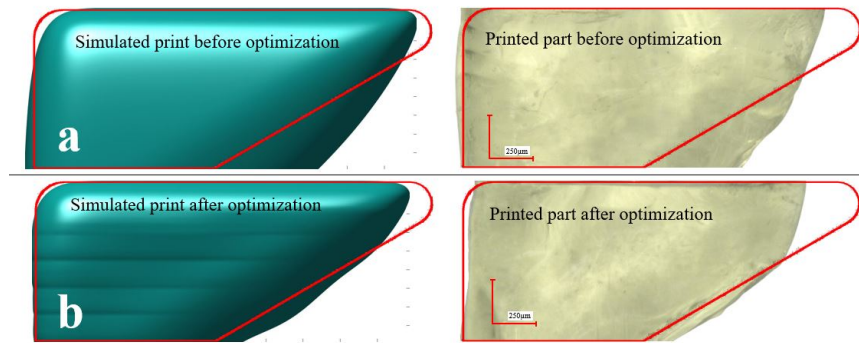 Simulated print before optimization
Printed part before optimization
a
250µm
Simulated print after optimization
Printed part after optimization
b
250µm